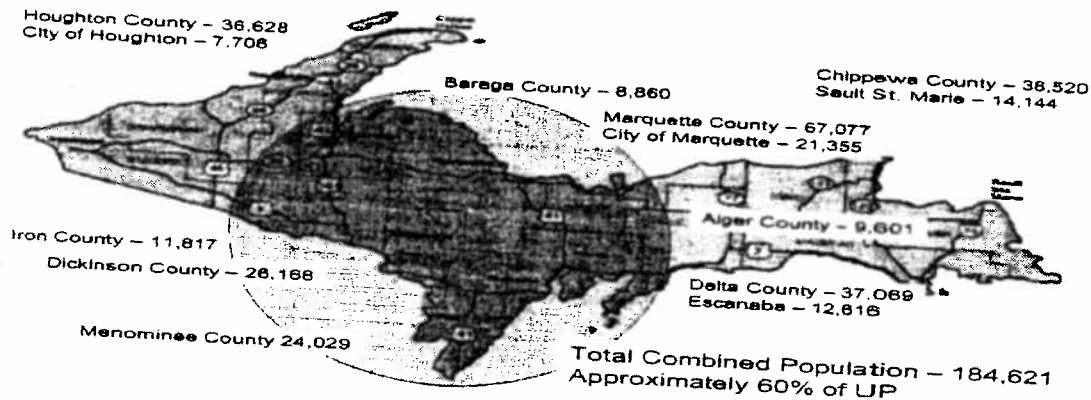 Houghton County – 36,628
City of Houghton – 7,708
Baraga County – 8,860
Chippewa County – 38,520
Sault St. Marie – 14,144
Marquette County – 67,077
City of Marquette – 21,355
Alger County – 9,601
Iron County – 11,817
Dickinson County – 26,168
Delta County – 37,069
Escanaba – 12,616
Menominee County 24,029
Total Combined Population – 184,621
Approximately 60% of UP